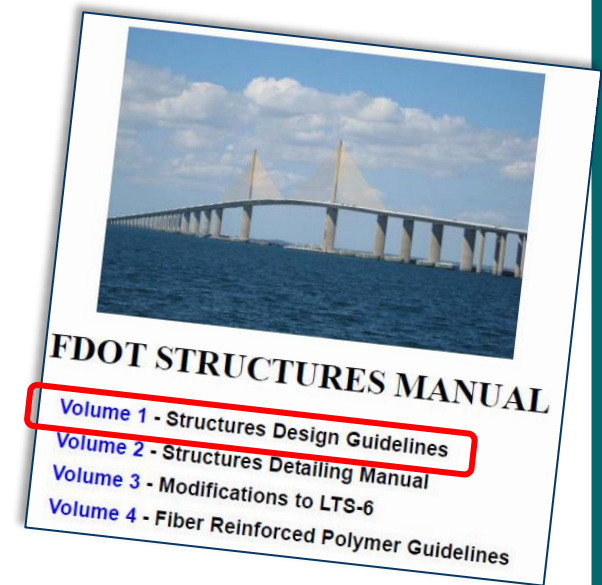 FDOT STRUCTURES MANUAL
Volume 1 - Structures Design Guidelines
Volume 2 - Structures Detailing Manual
Volume 3 - Modifications to LTS-6
Volume 4 - Fiber Reinforced Polymer Guidelines